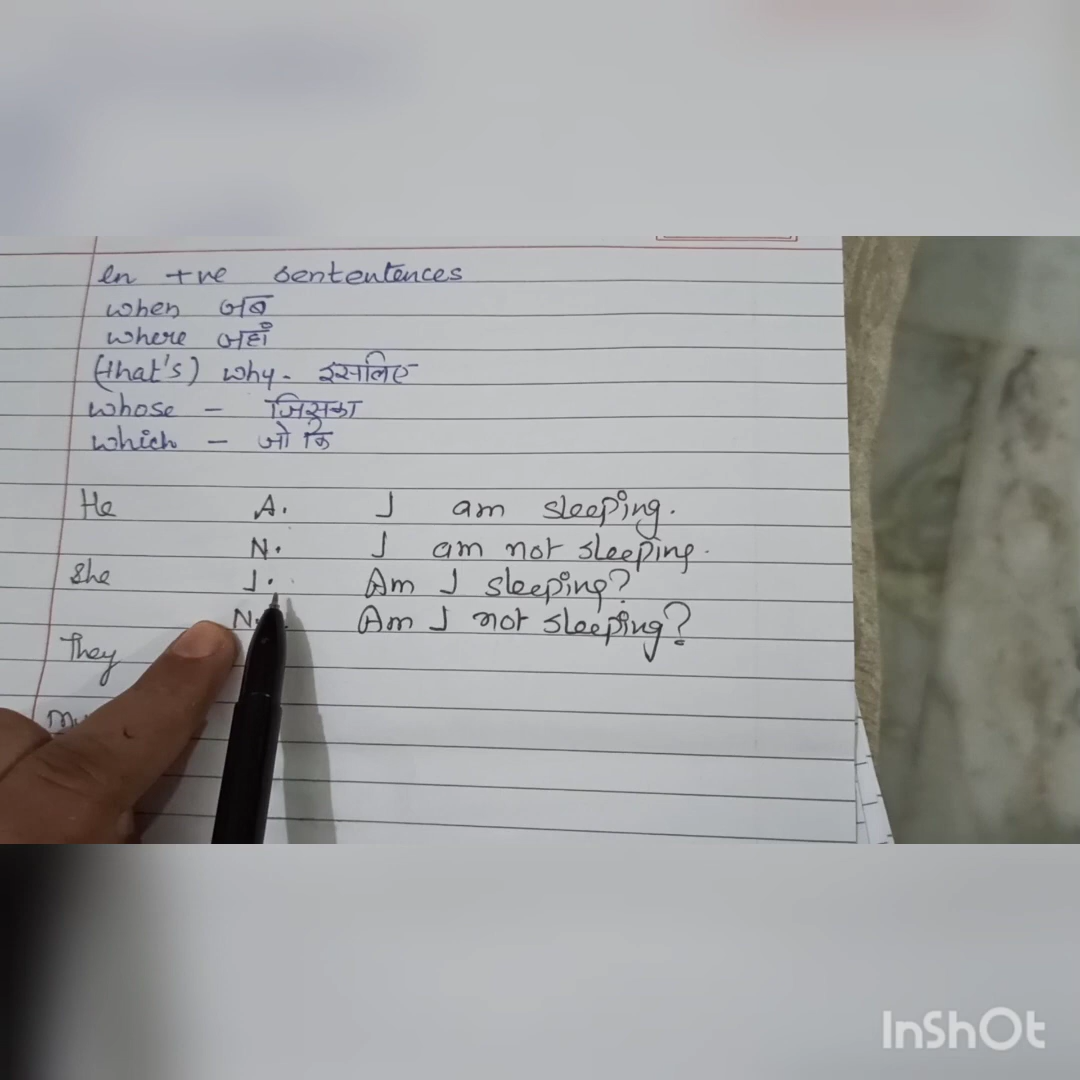 In +ve sententences
when जब
where जहाँ
(that's) why - इसलिए
whose - जिसका
which - जो कि
He A. I am sleeping.
N. I am not sleeping.
She I. Am I sleeping?
N. Am I not sleeping?
They
InShOt